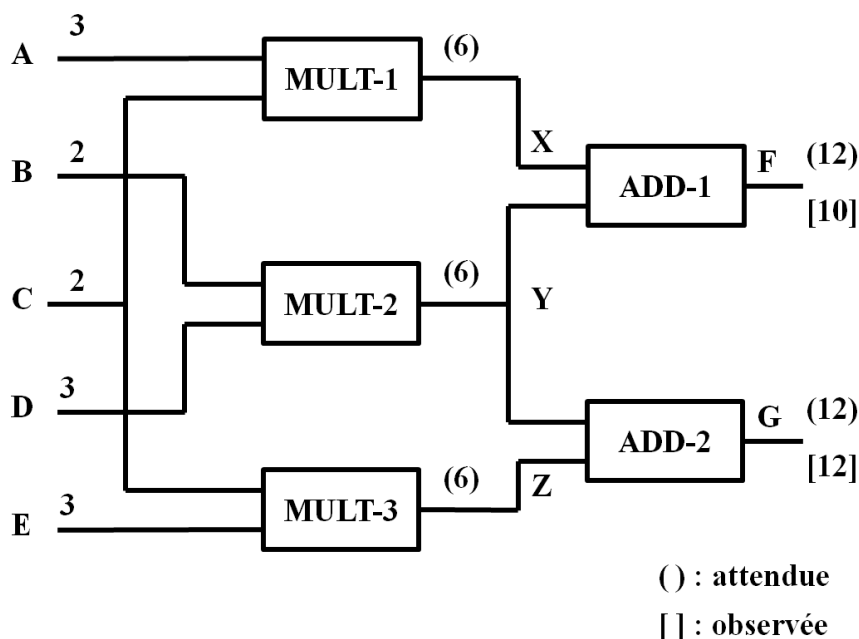 3
A
MULT-1
(6)
2
B
X
F
(12)
ADD-1
[10]
2
C
MULT-2
(6)
Y
3
D
G
(12)
ADD-2
[12]
3
E
MULT-3
(6)
Z
( ) : attendue
[ ] : observée